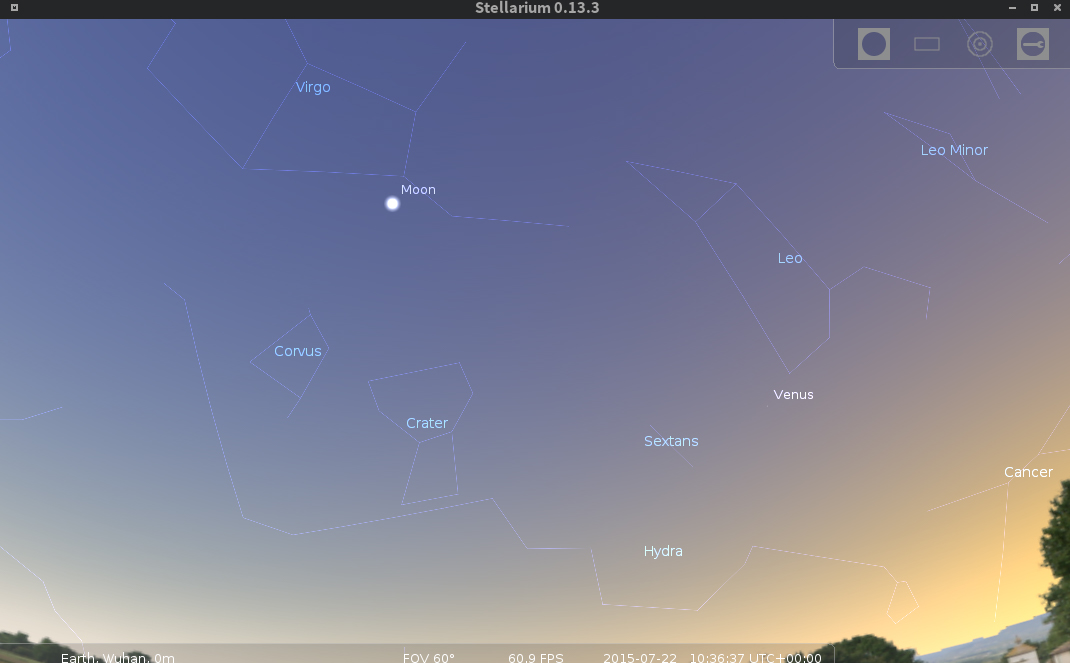 Stellarium 0.13.3
Virgo
Leo Minor
Moon
Leo
Corvus
Venus
Crater
Sextans
Cancer
Hydra
Earth, Wuhan, 0m FOV 60° 60.9 FPS 2015-07-22 10:36:37 UTC+00:00